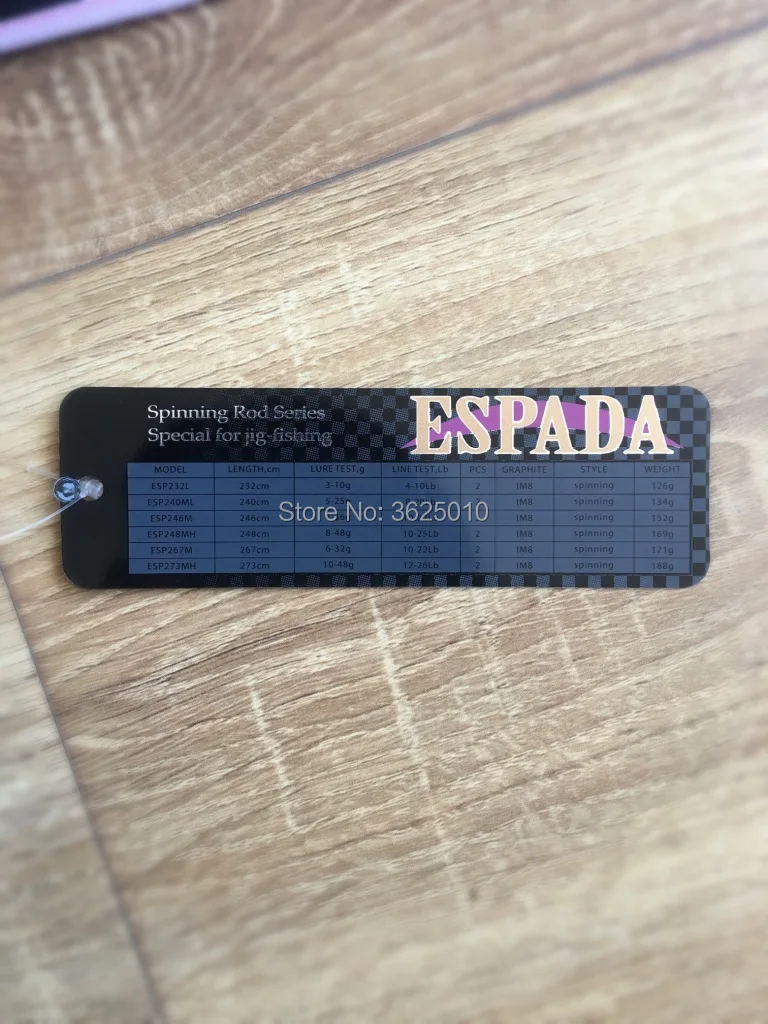 Spinning Rod Series
Special for jig-fishing
ESPADA
MODEL LENGTH,cm LURE TEST,g LINE TEST,Lb PCS GRAPHITE STYLE WEIGHT
ESP232L 232cm 3-10g 4-10Lb 2 IM8 spinning 126g
ESP240ML 240cm IM8 spinning 134g
ESP246M 246cm IM8 spinning 152g
ESP248MH 248cm 8-48g 10-25Lb 2 IM8 spinning 169g
ESP267M 267cm 6-32g 10-22Lb 2 IM8 spinning 171g
ESP273MH 273cm 10-48g 12-26Lb 2 IM8 spinning 188g
Store No: 3625010